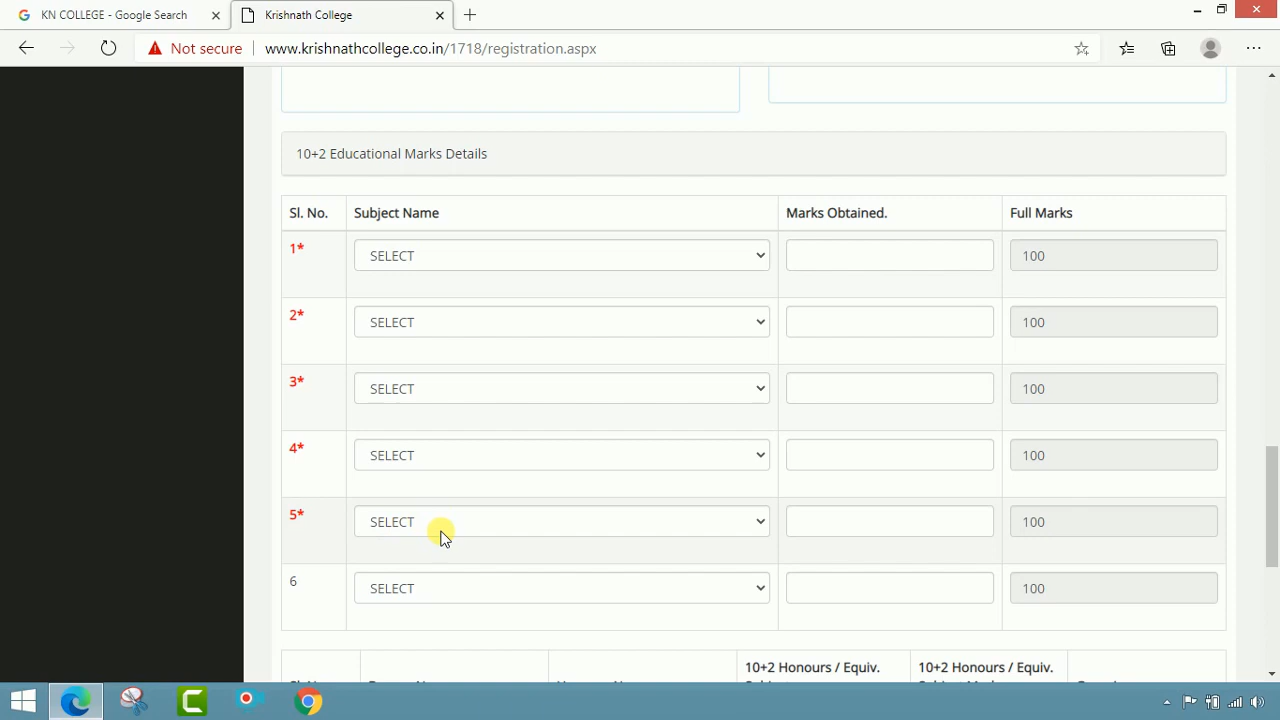 KN COLLEGE - Google Search
Krishnath College
Not secure
www.krishnathcollege.co.in/1718/registration.aspx
10+2 Educational Marks Details
Sl. No. Subject Name Marks Obtained. Full Marks
1* SELECT 100
2* SELECT 100
3* SELECT 100
4* SELECT 100
5* SELECT 100
6 SELECT 100
10+2 Honours / Equiv. 10+2 Honours / Equiv.